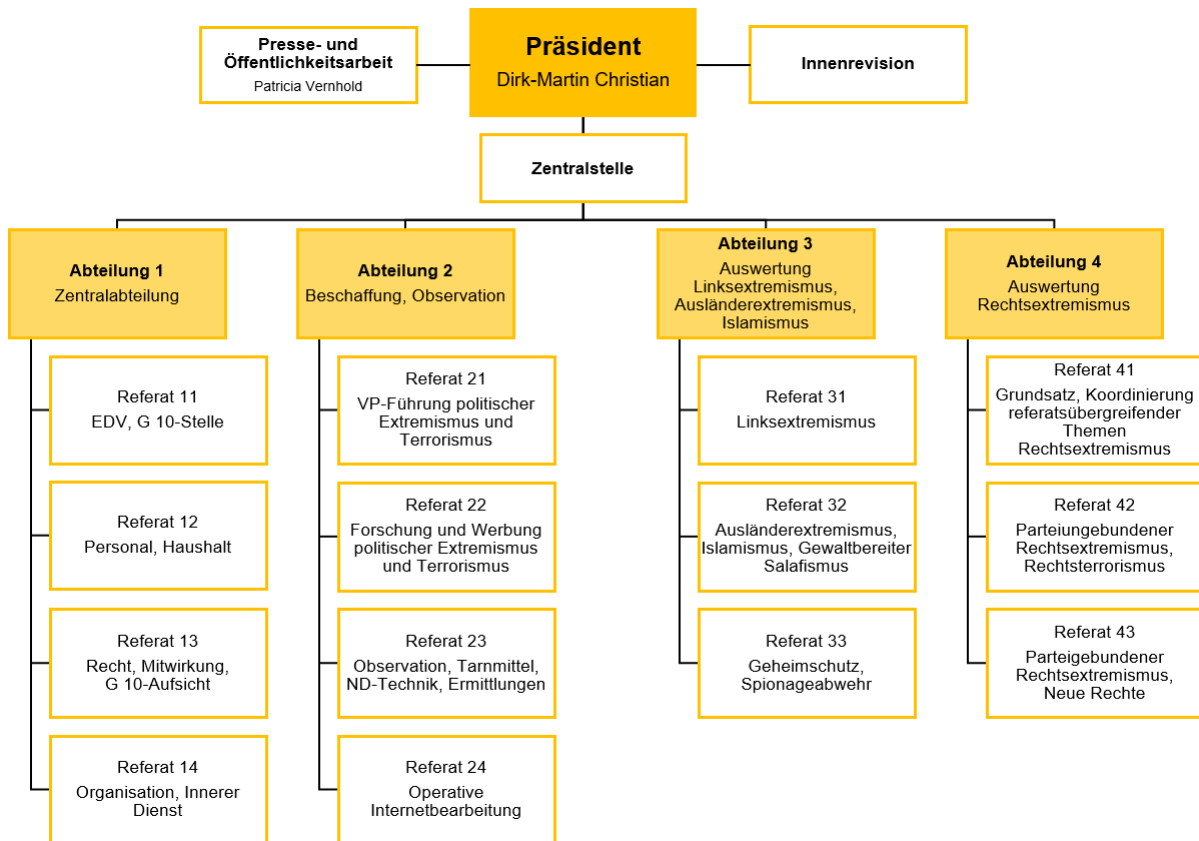 Presse- und
Öffentlichkeitsarbeit
Patricia Vernhold
Präsident
Dirk-Martin Christian
Innenrevision
Zentralstelle
Abteilung 1
Zentralabteilung
Referat 11
EDV, G 10-Stelle
Referat 12
Personal, Haushalt
Referat 13
Recht, Mitwirkung,
G 10-Aufsicht
Referat 14
Organisation, Innerer
Dienst
Abteilung 2
Beschaffung, Observation
Referat 21
VP-Führung politischer
Extremismus und
Terrorismus
Referat 22
Forschung und Werbung
politischer Extremismus
und Terrorismus
Referat 23
Observation, Tarnmittel,
ND-Technik, Ermittlungen
Referat 24
Operative
Internetbearbeitung
Abteilung 3
Auswertung
Linksextremismus,
Ausländerextremismus,
Islamismus
Referat 31
Linksextremismus
Referat 32
Ausländerextremismus,
Islamismus, Gewaltbereiter
Salafismus
Referat 33
Geheimschutz,
Spionageabwehr
Abteilung 4
Auswertung
Rechtsextremismus
Referat 41
Grundsatz, Koordinierung
referatsübergreifender
Themen
Rechtsextremismus
Referat 42
Parteiungebundener
Rechtsextremismus,
Rechtsterrorismus
Referat 43
Parteigebundener
Rechtsextremismus,
Neue Rechte